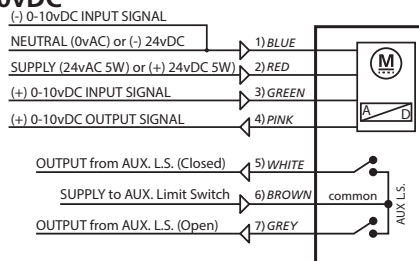 0vDC
(-) 0-10vDC INPUT SIGNAL
NEUTRAL (0vAC) or (-) 24vDC
1) BLUE
SUPPLY (24vAC 5W) or (+) 24vDC 5W)
2) RED
(+) 0-10vDC INPUT SIGNAL
3) GREEN
(+) 0-10vDC OUTPUT SIGNAL
4) PINK
M
A
D
OUTPUT from AUX. L.S. (Closed)
5) WHITE
SUPPLY to AUX. Limit Switch
6) BROWN
common
OUTPUT from AUX. L.S. (Open)
7) GREY
AUX L.S.